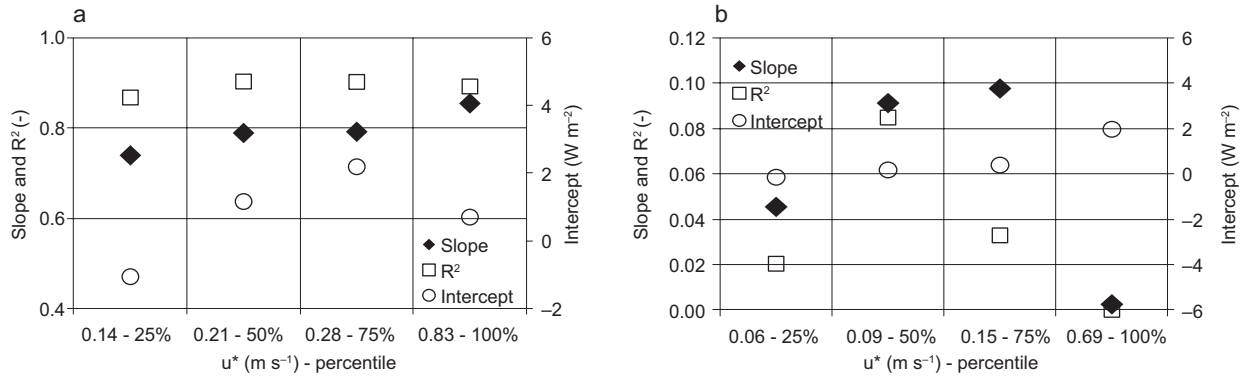 a
1.0
0.8
0.6
0.4
Slope and R² (-)
6
4
2
0
–2
Intercept (W m⁻²)
Slope
R²
Intercept
0.14 - 25%
0.21 - 50%
0.28 - 75%
0.83 - 100%
u* (m s⁻¹) - percentile
b
0.12
0.10
0.08
0.06
0.04
0.02
0.00
Slope and R² (-)
Slope
R²
Intercept
6
4
2
0
–2
–4
–6
Intercept (W m⁻²)
0.06 - 25%
0.09 - 50%
0.15 - 75%
0.69 - 100%
u* (m s⁻¹) - percentile